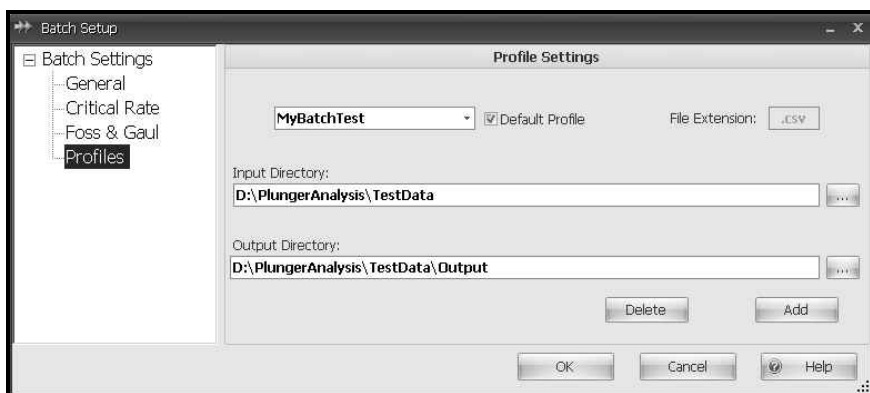 Batch Setup
Batch Settings
General
Critical Rate
Foss & Gaul
Profiles
Profile Settings
MyBatchTest
Default Profile
File Extension: .csv
Input Directory:
D:\PlungerAnalysis\TestData
...
Output Directory:
D:\PlungerAnalysis\TestData\Output
...
Delete Add
OK Cancel Help